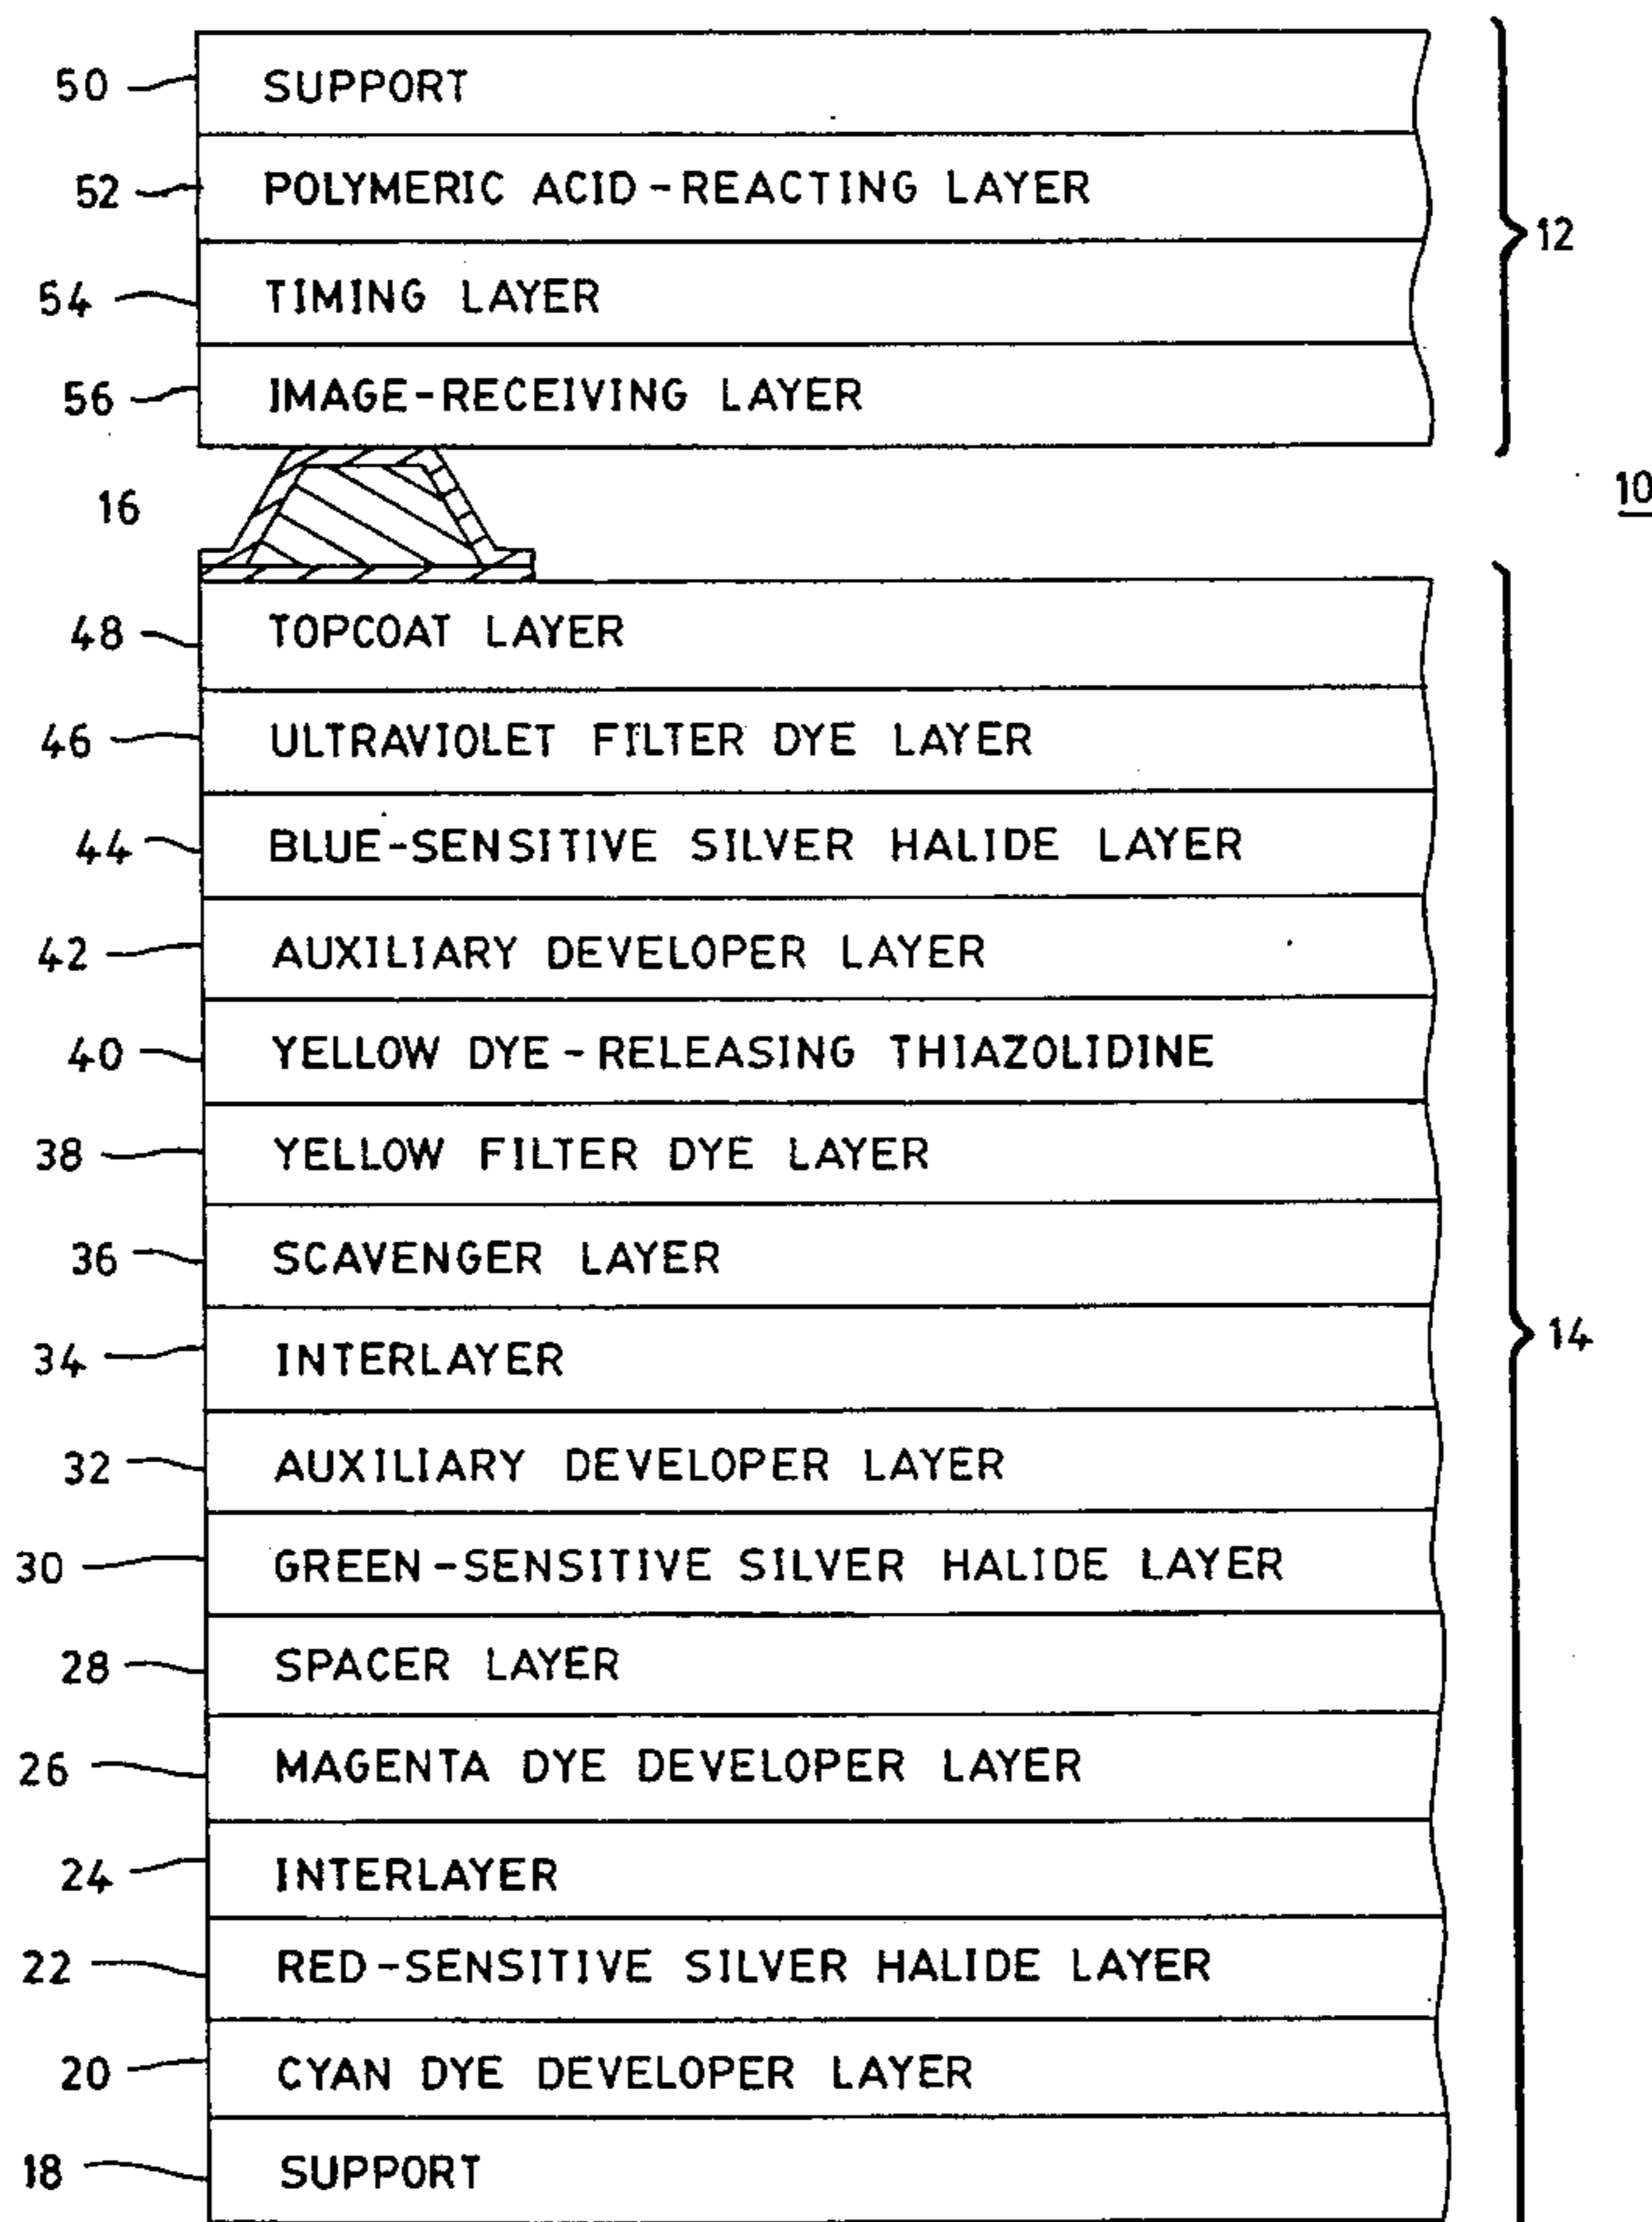 50 SUPPORT
52 POLYMERIC ACID-REACTING LAYER
12
54 TIMING LAYER
56 IMAGE-RECEIVING LAYER
16
10
48 TOPCOAT LAYER
46 ULTRAVIOLET FILTER DYE LAYER
44 BLUE-SENSITIVE SILVER HALIDE LAYER
42 AUXILIARY DEVELOPER LAYER
40 YELLOW DYE-RELEASING THIAZOLIDINE
38 YELLOW FILTER DYE LAYER
36 SCAVENGER LAYER
34 INTERLAYER
14
32 AUXILIARY DEVELOPER LAYER
30 GREEN-SENSITIVE SILVER HALIDE LAYER
28 SPACER LAYER
26 MAGENTA DYE DEVELOPER LAYER
24 INTERLAYER
22 RED-SENSITIVE SILVER HALIDE LAYER
20 CYAN DYE DEVELOPER LAYER
18 SUPPORT